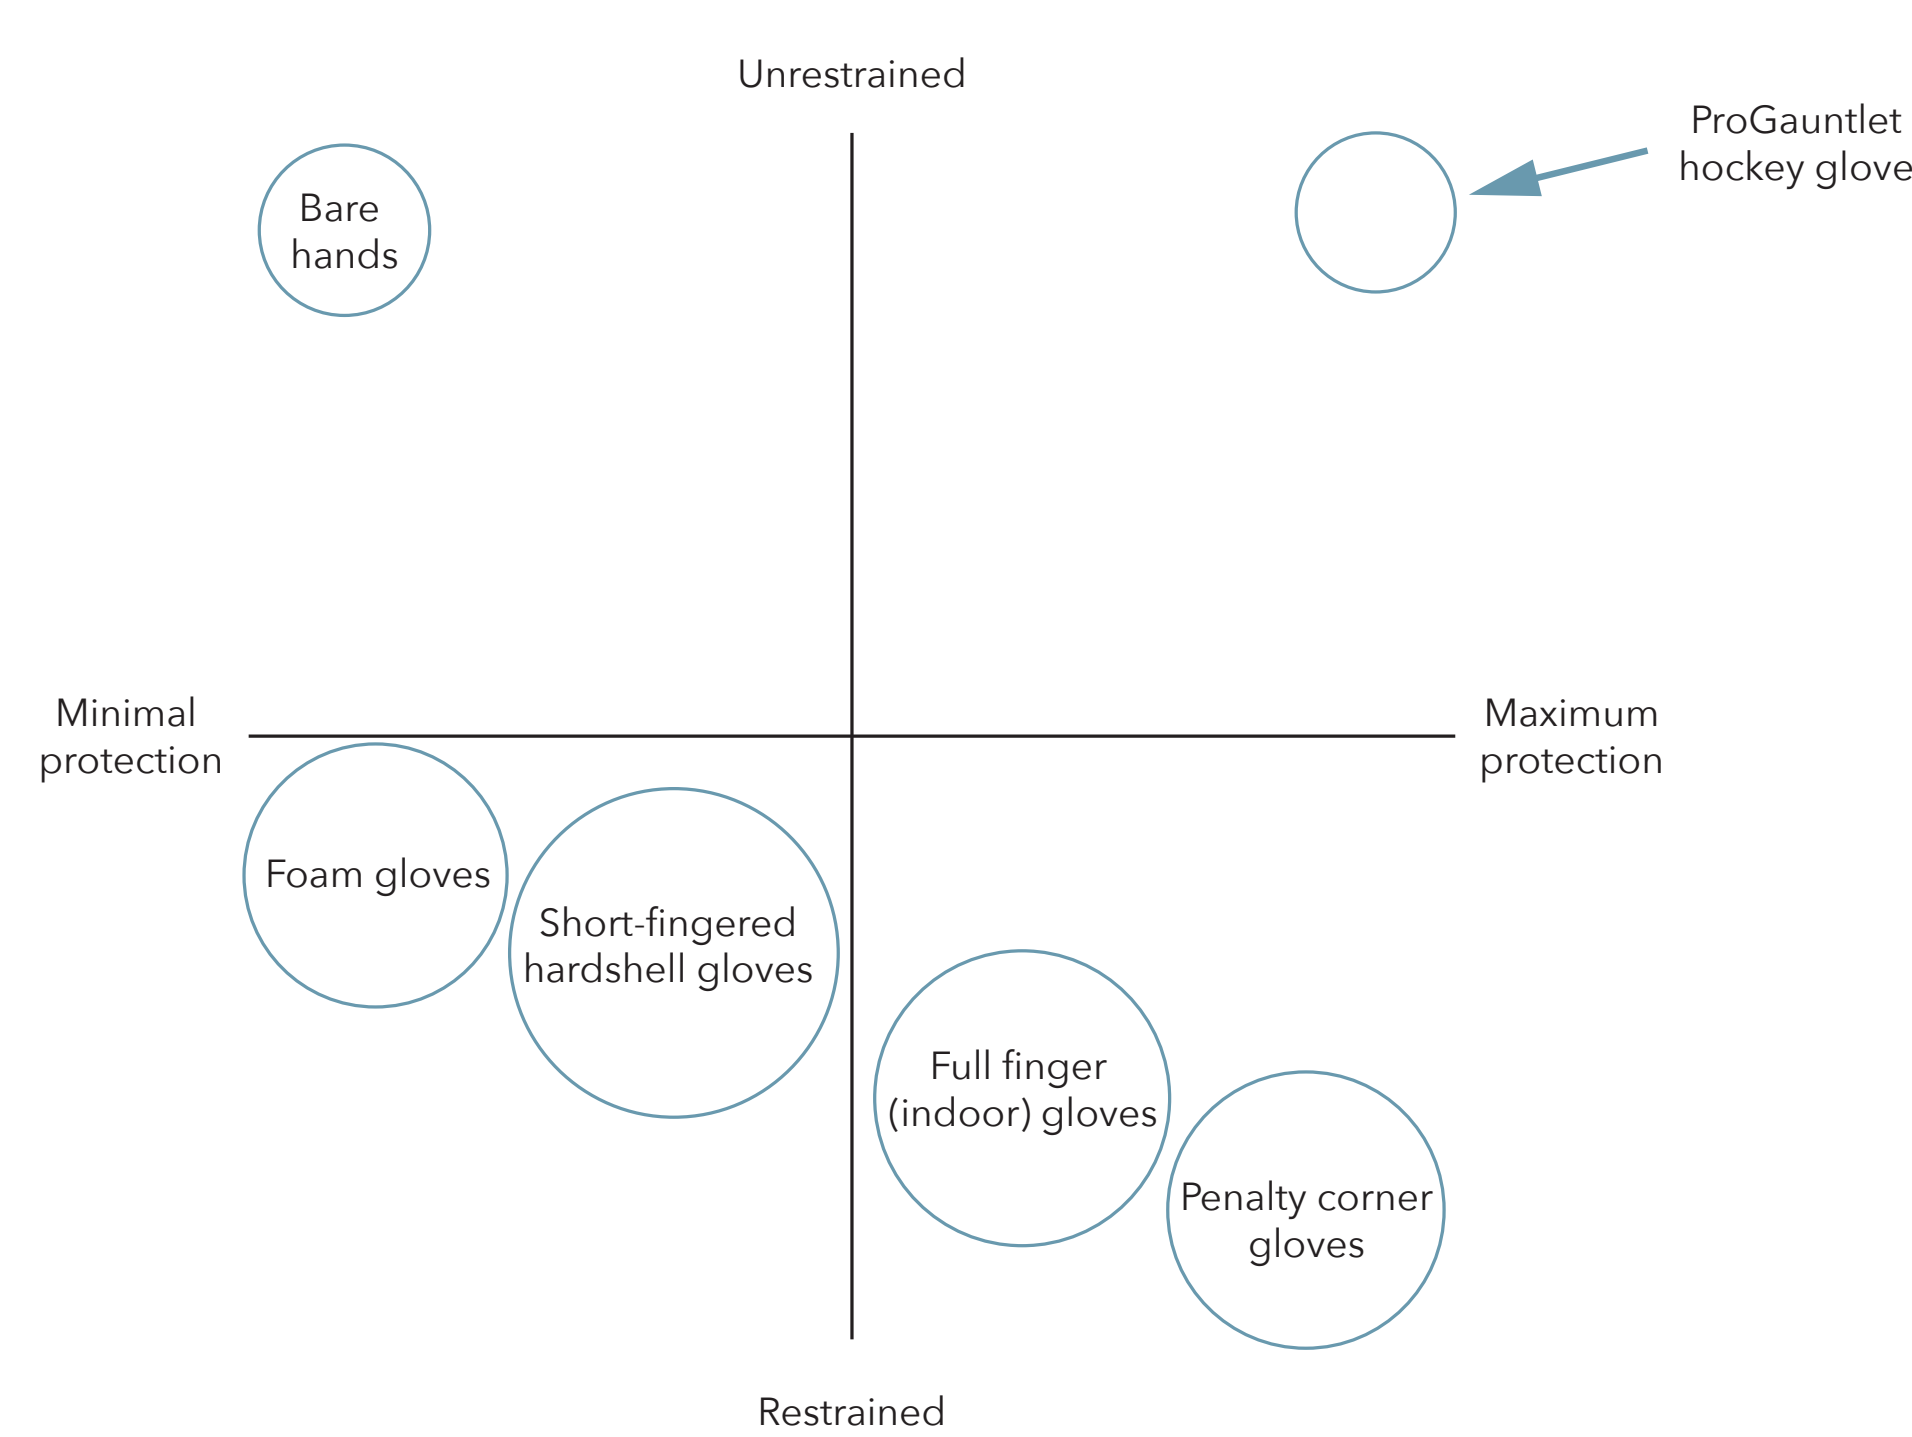 Unrestrained
ProGauntlet
hockey glove
Bare
hands
Minimal
protection
Maximum
protection
Foam gloves
Short-fingered
hardshell gloves
Full finger
(indoor) gloves
Penalty corner
gloves
Restrained